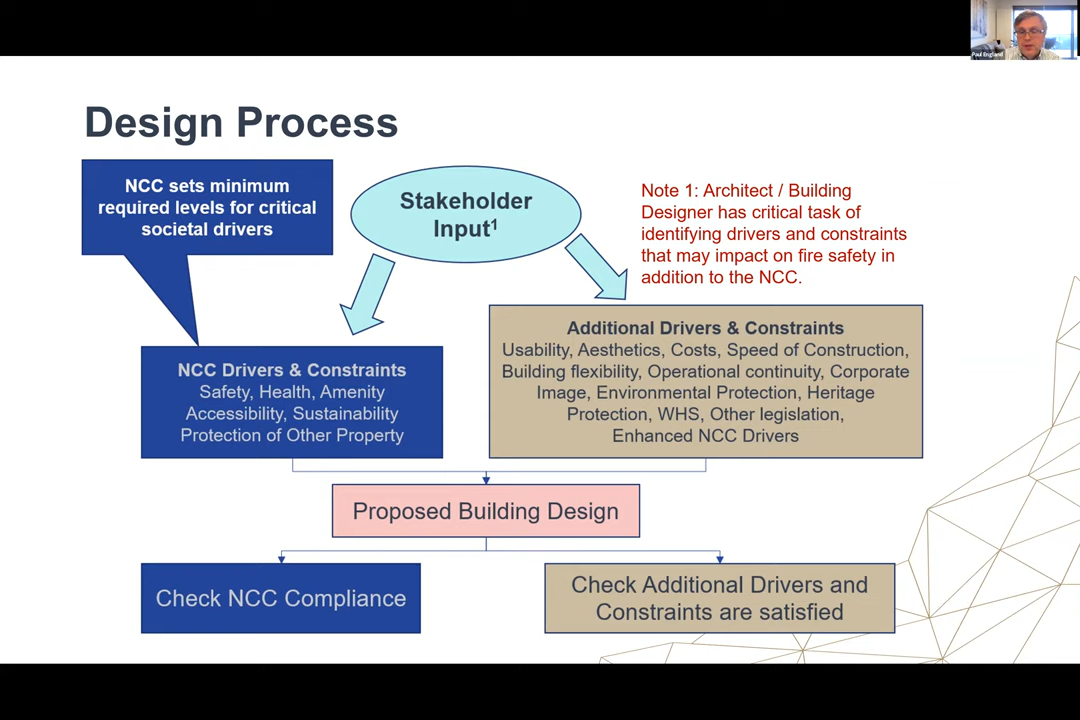 Paul England
Design Process
NCC sets minimum
required levels for critical
societal drivers
Stakeholder
Input¹
Note 1: Architect / Building
Designer has critical task of
identifying drivers and constraints
that may impact on fire safety in
addition to the NCC.
NCC Drivers & Constraints
Safety, Health, Amenity
Accessibility, Sustainability
Protection of Other Property
Additional Drivers & Constraints
Usability, Aesthetics, Costs, Speed of Construction,
Building flexibility, Operational continuity, Corporate
Image, Environmental Protection, Heritage
Protection, WHS, Other legislation,
Enhanced NCC Drivers
Proposed Building Design
Check NCC Compliance
Check Additional Drivers and
Constraints are satisfied